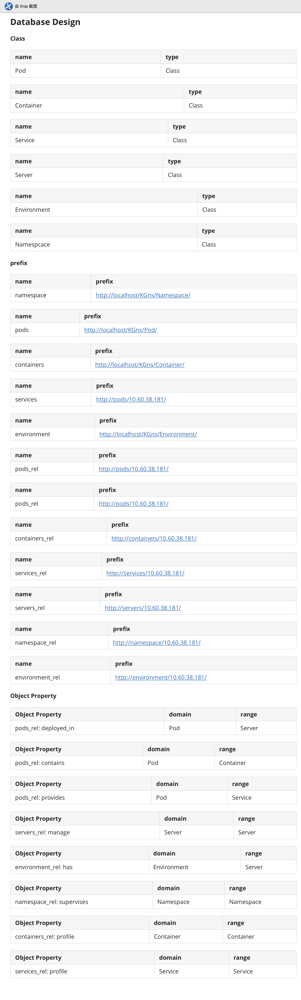 由 Xnip 截图
Database Design
Class
name type
Pod Class
name type
Container Class
name type
Service Class
name type
Server Class
name type
Environment Class
name type
Namespcace Class
prefix
name prefix
namespace http://localhost/KGns/Namespace/
name prefix
pods http://localhost/KGns/Pod/
name prefix
containers http://localhost/KGns/Container/
name prefix
services http://pods/10.60.38.181/
name prefix
environment http://localhost/KGns/Environment/
name prefix
pods_rel http://pods/10.60.38.181/
name prefix
pods_rel http://pods/10.60.38.181/
name prefix
containers_rel http://containers/10.60.38.181/
name prefix
services_rel http://services/10.60.38.181/
name prefix
servers_rel http://servers/10.60.38.181/
name prefix
namespace_rel http://namespace/10.60.38.181/
name prefix
environment_rel http://environment/10.60.38.181/
Object Property
Object Property domain range
pods_rel: deployed_in Pod Server
Object Property domain range
pods_rel: contains Pod Container
Object Property domain range
pods_rel: provides Pod Service
Object Property domain range
servers_rel: manage Server Server
Object Property domain range
environment_rel: has Environment Server
Object Property domain range
namespace_rel: supervises Namespace Namespace
Object Property domain range
containers_rel: profile Container Container
Object Property domain range
services_rel: profile Service Service